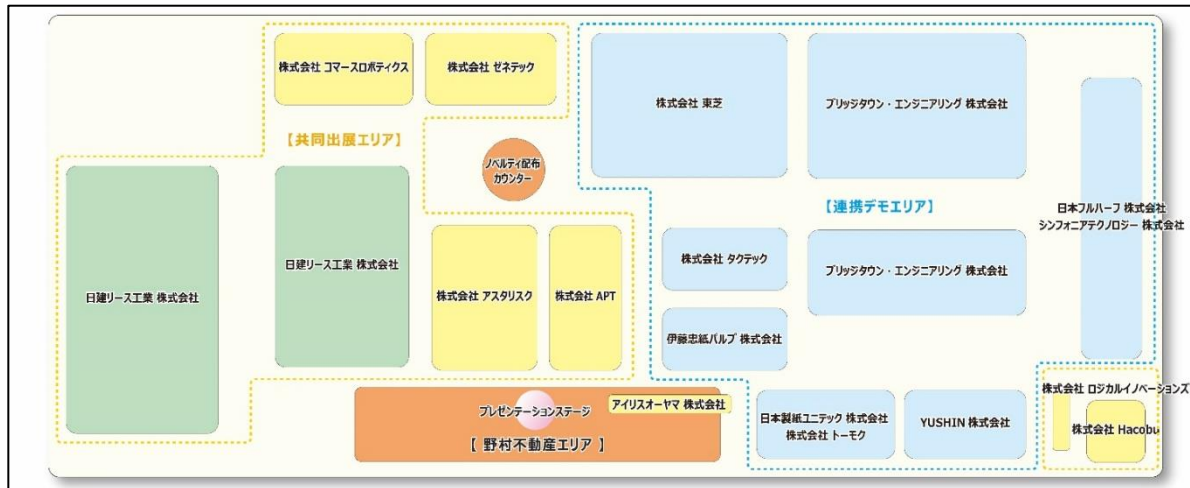 株式会社 コマースロボティクス
株式会社 ゼネテック
【共同出展エリア】
ノベルティ配布
カウンター
日建リース工業 株式会社
日建リース工業 株式会社
株式会社 アスタリスク
株式会社 APT
プレゼンテーションステージ
アイリスオーヤマ 株式会社
【 野村不動産エリア 】
株式会社 東芝
ブリッジタウン・エンジニアリング 株式会社
【連携デモエリア】
日本フルハーフ 株式会社
シンフォニアテクノロジー 株式会社
株式会社 タクテック
ブリッジタウン・エンジニアリング 株式会社
伊藤忠紙パルプ 株式会社
日本製紙ユニテック 株式会社
株式会社 トーモク
YUSHIN 株式会社
株式会社 ロジカルイノベーションズ
株式会社 Hacobu